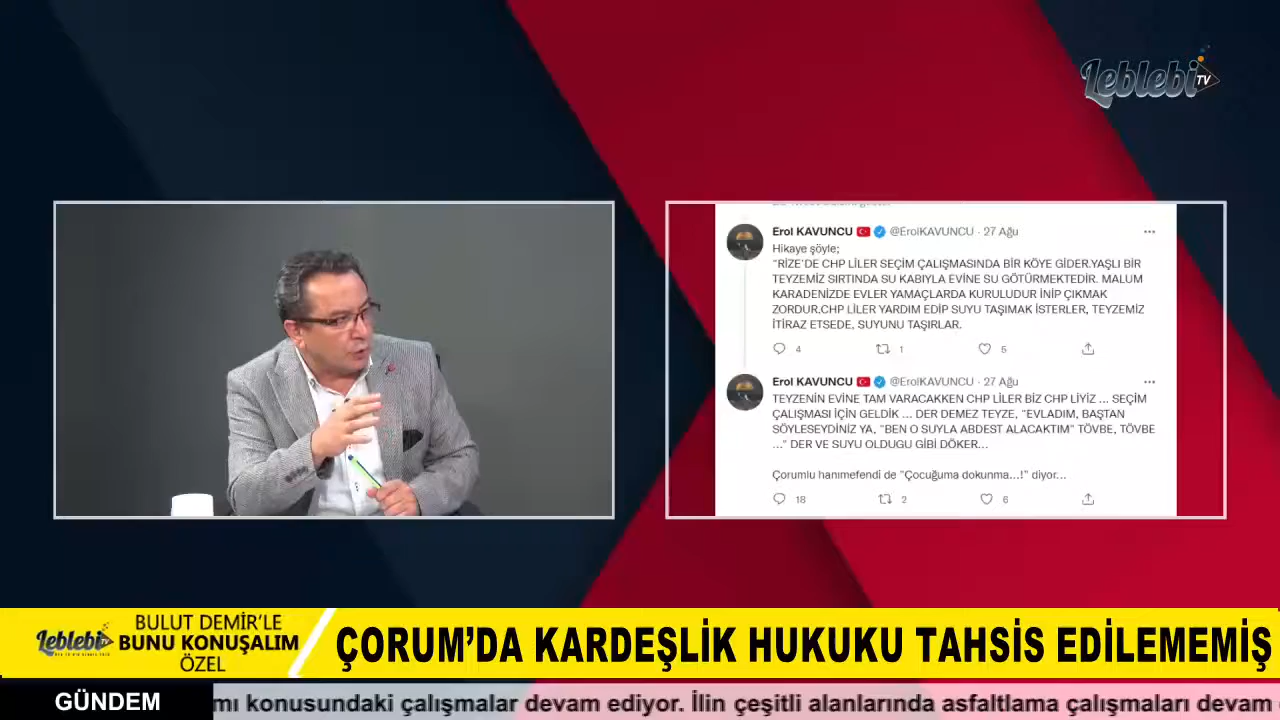 Leblebi TV
Erol KAVUNCU @ErolKAVUNCU · 27 Ağu
Hikaye şöyle;
"RİZE'DE CHP LİLER SEÇİM ÇALIŞMASINDA BİR KÖYE GİDER.YAŞLI BİR
TEYZEMİZ SIRTINDA SU KABIYLA EVİNE SU GÖTÜRMEKTEDİR. MALUM
KARADENİZDE EVLER YAMAÇLARDA KURULUDUR İNİP ÇIKMAK
ZORDUR.CHP LİLER YARDIM EDİP SUYU TAŞIMAK İSTERLER, TEYZEMİZ
İTİRAZ ETSEDE, SUYUNU TAŞIRLAR.
4 1 5
Erol KAVUNCU @ErolKAVUNCU · 27 Ağu
TEYZENİN EVİNE TAM VARACAKKEN CHP LİLER BİZ CHP LİYİZ ... SEÇİM
ÇALIŞMASI İÇİN GELDİK ... DER DEMEZ TEYZE, "EVLADIM, BAŞTAN
SÖYLESEYDİNİZ YA, "BEN O SUYLA ABDEST ALACAKTIM" TÖVBE, TÖVBE
..." DER VE SUYU OLDUGU GİBİ DÖKER...
Çorumlu hanımefendi de "Çocuğuma dokunma...!" diyor...
18 2 6
Leblebi TV
BULUT DEMİR'LE
BUNU KONUŞALIM
ÖZEL
ÇORUM'DA KARDEŞLİK HUKUKU TAHSİS EDİLEMEMİŞ
GÜNDEM
mı konusundaki çalışmalar devam ediyor. İlin çeşitli alanlarında asfaltlama çalışmaları devam